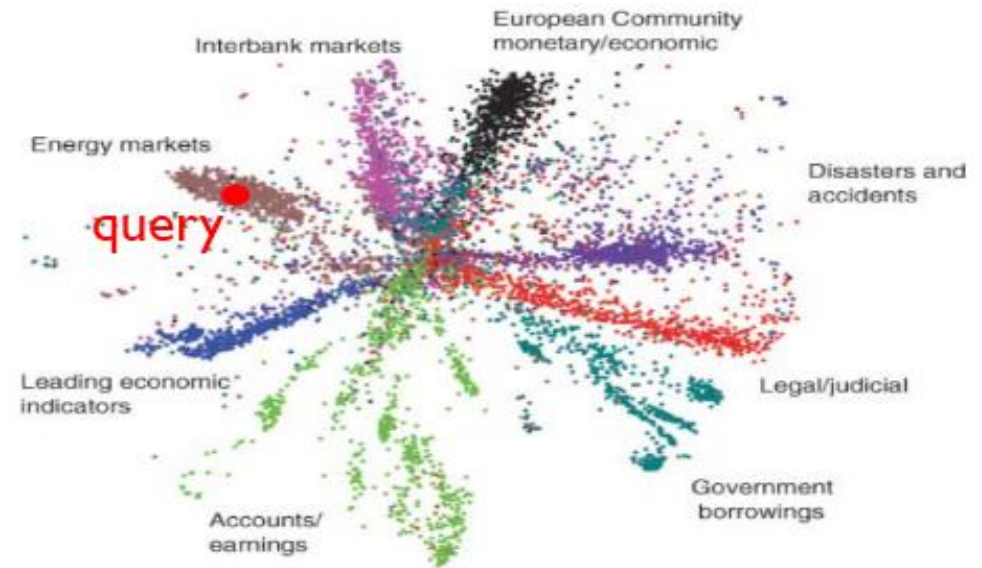 European Community
monetary/economic
Interbank markets
Energy markets
Disasters and
accidents
query
Leading economic
indicators
Legal/judicial
Government
borrowings
Accounts/
earnings